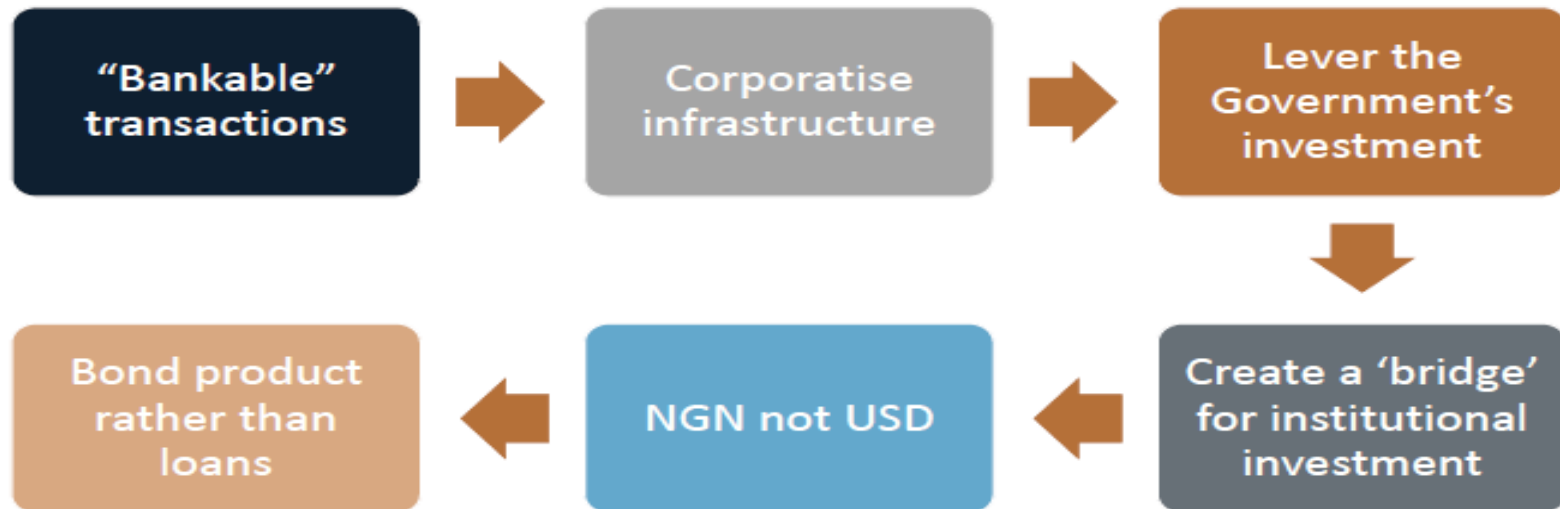 “Bankable”
transactions
Corporatise
infrastructure
Lever the
Government’s
investment
Create a ‘bridge’
for institutional
investment
NGN not USD
Bond product
rather than
loans